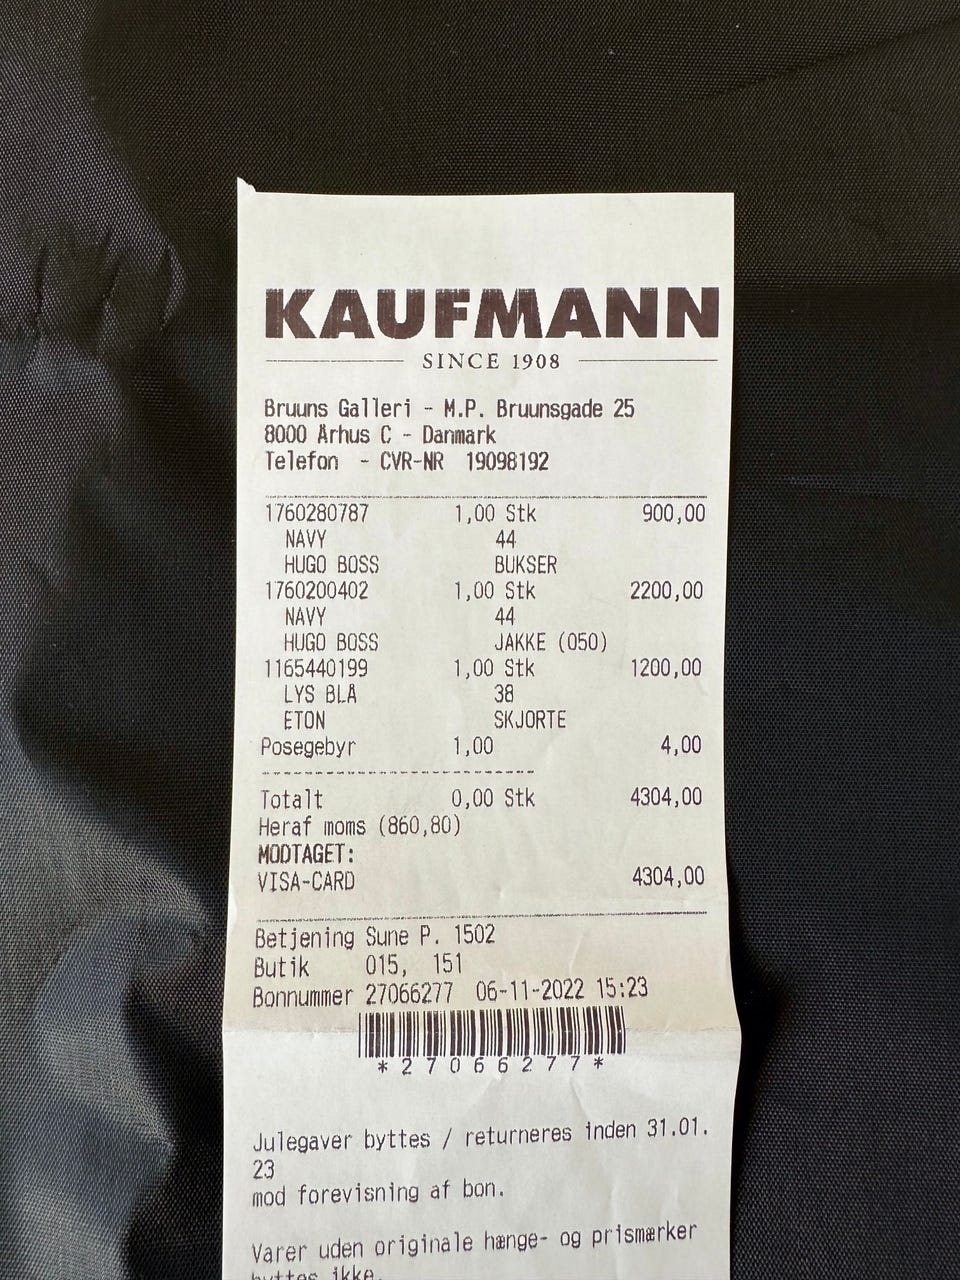 KAUFMANN
SINCE 1908
Bruuns Galleri - M.P. Bruunsgade 25
8000 Århus C - Danmark
Telefon - CVR-NR 19098192
1760280787 1,00 Stk 900,00
NAVY 44
HUGO BOSS BUKSER
1760200402 1,00 Stk 2200,00
NAVY 44
HUGO BOSS JAKKE (050)
1165440199 1,00 Stk 1200,00
LYS BLÅ 38
ETON SKJORTE
Posegebyr 1,00 4,00
Totalt 0,00 Stk 4304,00
Heraf moms (860,80)
MODTAGET:
VISA-CARD 4304,00
Betjening Sune P. 1502
Butik 015, 151
Bonnummer 27066277 06-11-2022 15:23
*27066277*
Julegaver byttes / returneres inden 31.01.
23
mod forevisning af bon.
Varer uden originale hænge- og prismærker
byttes ikke.